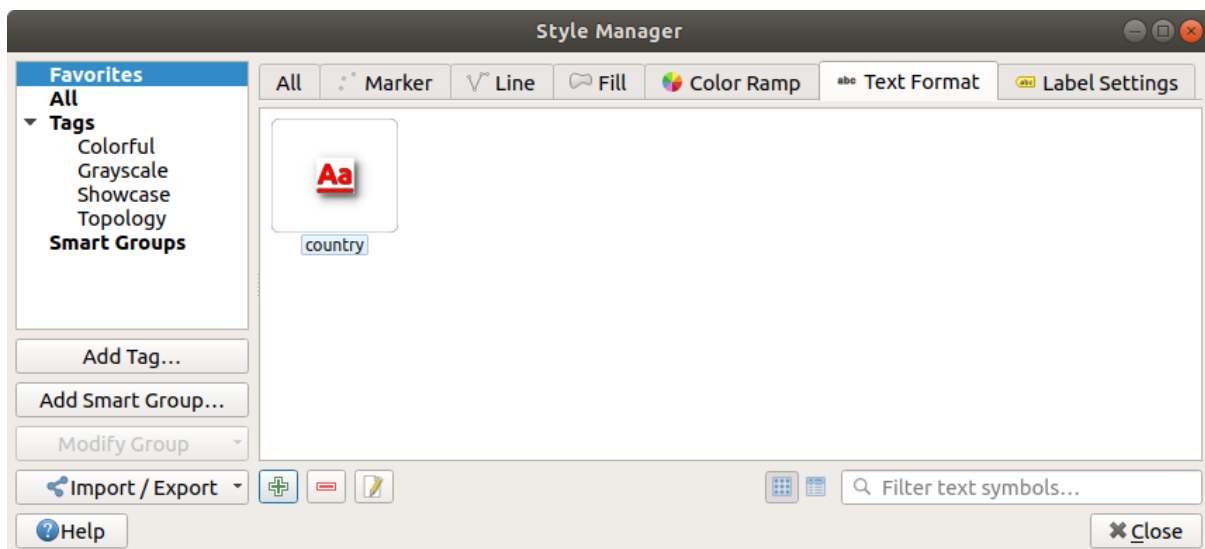 Style Manager
Favorites
All
Tags
Colorful
Grayscale
Showcase
Topology
Smart Groups
Add Tag...
Add Smart Group...
Modify Group
Import / Export
Help
All Marker Line Fill Color Ramp abc Text Format abc Label Settings
Aa
country
Filter text symbols...
Close